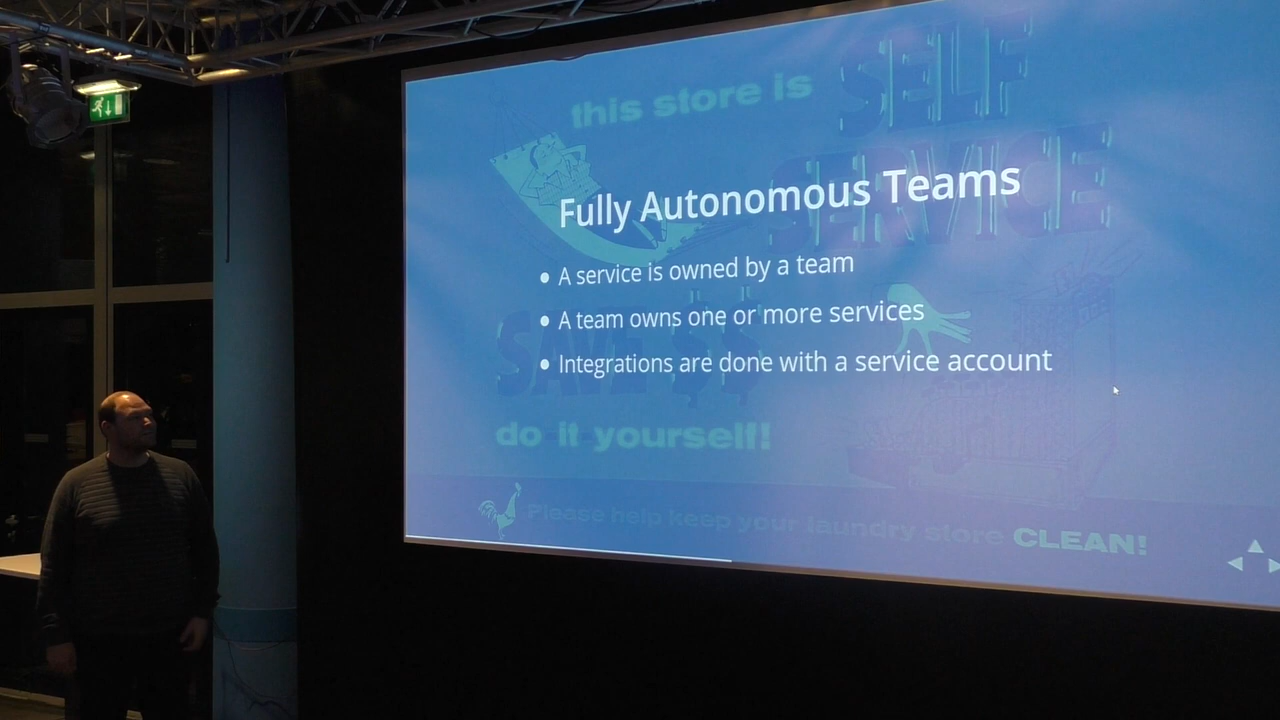 this store is
SELF
SERVICE
Fully Autonomous Teams
A service is owned by a team
A team owns one or more services
Integrations are done with a service account
SAVE $$
do it yourself!
Please help keep your laundry store CLEAN!